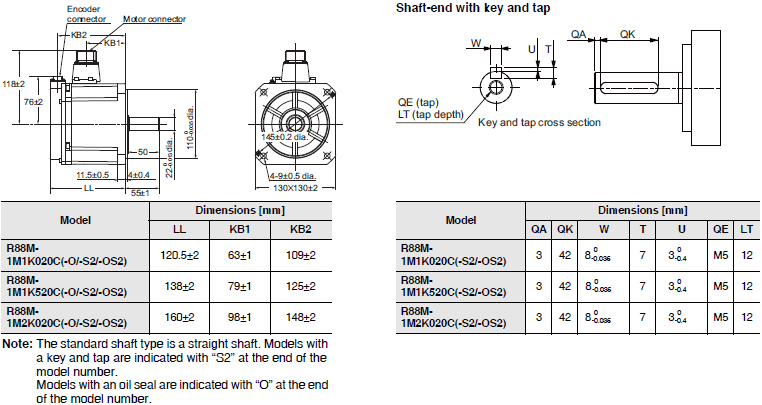 Encoder
connector
Motor connector
KB2
KB1
118±2
76±2
50
11.5±0.5
4±0.4
LL
55±1
22-0.05 dia.
110-0.035 dia.
145±0.2 dia.
4-9±0.5 dia.
130X130±2
Dimensions [mm]
Model
LL KB1 KB2
R88M-
1M1K020C(-O/-S2/-OS2) 120.5±2 63±1 109±2
R88M-
1M1K520C(-O/-S2/-OS2) 138±2 79±1 125±2
R88M-
1M2K020C(-O/-S2/-OS2) 160±2 98±1 148±2
Note: The standard shaft type is a straight shaft. Models with
a key and tap are indicated with “S2” at the end of the
model number.
Models with an oil seal are indicated with “O” at the end
of the model number.
Shaft-end with key and tap
W
U T
QA QK
QE (tap)
LT (tap depth)
Key and tap cross section
Dimensions [mm]
Model
QA QK W T U QE LT
R88M-
1M1K020C(-S2/-OS2) 3 42 8 0 -0.036 7 3 0 -0.4 M5 12
R88M-
1M1K520C(-S2/-OS2) 3 42 8 0 -0.036 7 3 0 -0.4 M5 12
R88M-
1M2K020C(-S2/-OS2) 3 42 8 0 -0.036 7 3 0 -0.4 M5 12